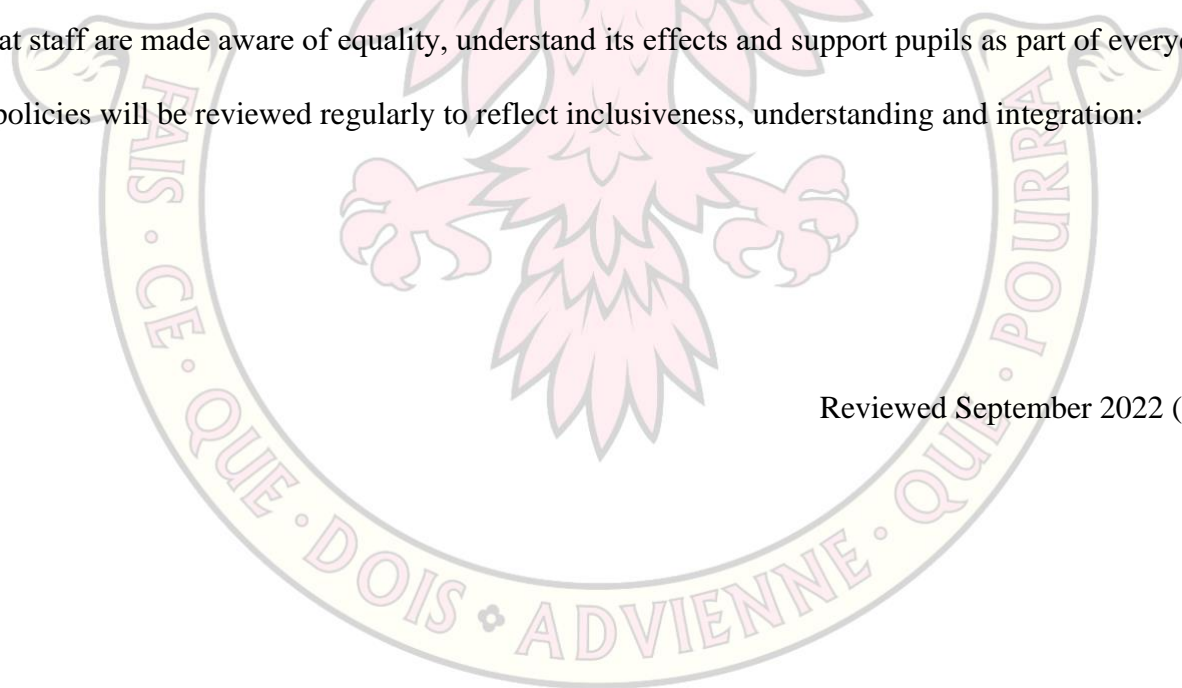 at staff are made aware of equality, understand its effects and support pupils as part of every
policies will be reviewed regularly to reflect inclusiveness, understanding and integration:
Reviewed September 2022 (
FAIS · CE · QUE · DOIS · ADVIENNE · QUE · POURRA